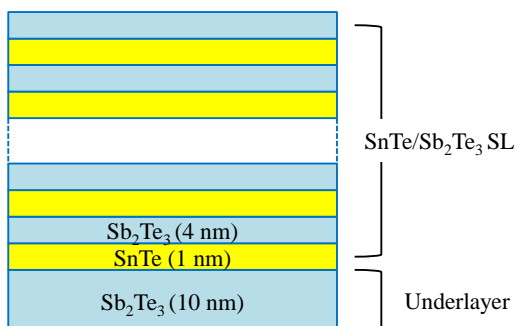 SnTe/Sb₂Te₃ SL
Sb₂Te₃ (4 nm)
SnTe (1 nm)
Sb₂Te₃ (10 nm)
Underlayer